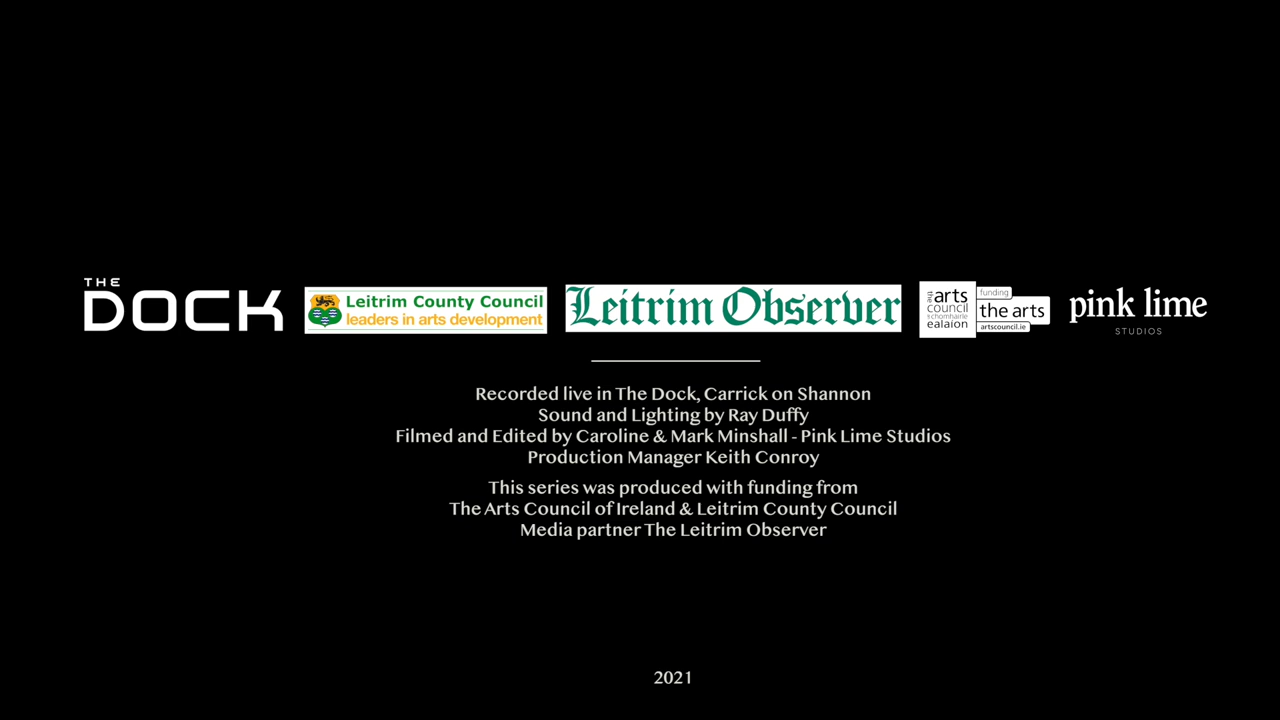 THE
DOCK
Leitrim County Council
leaders in arts development
Leitrim Observer
the arts council
chomhairle
ealaíon
funding
the arts
artscouncil.ie
pink lime
STUDIOS
Recorded live in The Dock, Carrick on Shannon
Sound and Lighting by Ray Duffy
Filmed and Edited by Caroline & Mark Minshall - Pink Lime Studios
Production Manager Keith Conroy
This series was produced with funding from
The Arts Council of Ireland & Leitrim County Council
Media partner The Leitrim Observer
2021